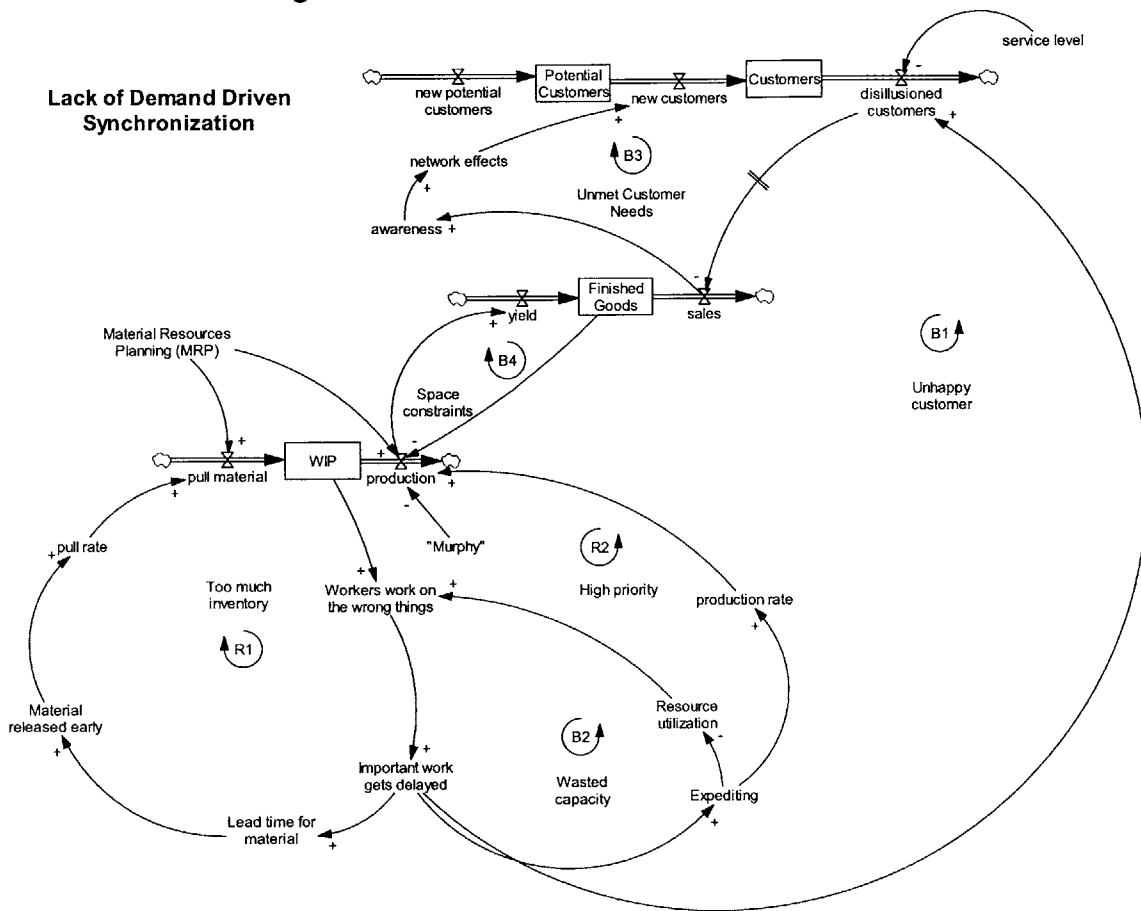 service level
Lack of Demand Driven
Synchronization
Potential
Customers
Customers
new potential
customers
new customers
disillusioned
customers
-
+
+
network effects
B3
+
Unmet Customer
Needs
awareness
+
-
Finished
Goods
yield
sales
+
Material Resources
Planning (MRP)
B4
B1
Space
constraints
Unhappy
customer
+
-
+
WIP
pull material
production
+
+
-
"Murphy"
pull rate
+
R2
Too much
inventory
+
Workers work on
the wrong things
+
High priority
production rate
+
R1
Material
released early
Resource
utilization
+
B2
-
+
Important work
gets delayed
Wasted
capacity
Expediting
+
Lead time for
material
+